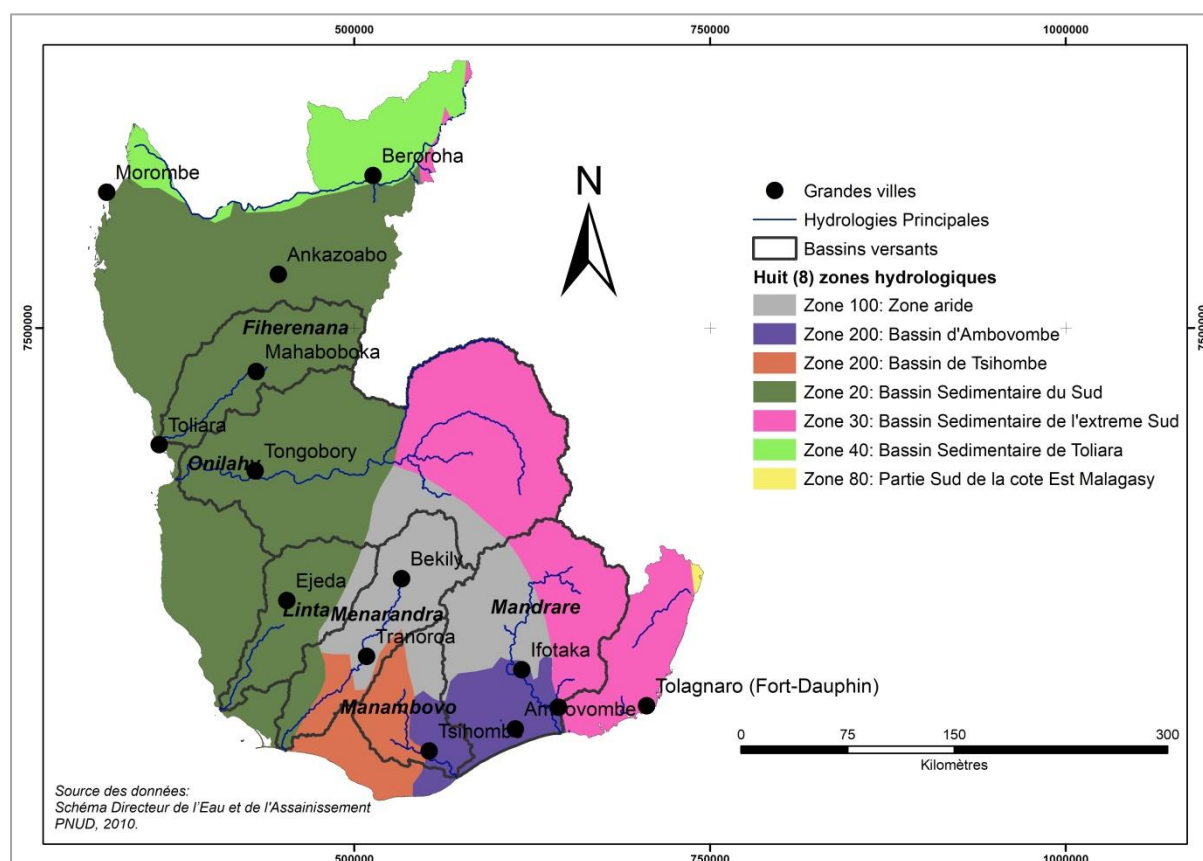 500000
750000
1000000
7500000
7500000
Beroroha
Morombe
Ankazoabo
Fiherenana
Mahaboboka
Toliara
Tongobory
Onilahy
Bekily
Ejeda
Linta
Menarandra
Mandrare
Tranoroa
Ifotaka
Manambovo
Ambovombe
Tolagnaro (Fort-Dauphin)
Tsihombe
N
Grandes villes
Hydrologies Principales
Bassins versants
Huit (8) zones hydrologiques
Zone 100: Zone aride
Zone 200: Bassin d'Ambovombe
Zone 200: Bassin de Tsihombe
Zone 20: Bassin Sedimentaire du Sud
Zone 30: Bassin Sedimentaire de l'extreme Sud
Zone 40: Bassin Sedimentaire de Toliara
Zone 80: Partie Sud de la cote Est Malagasy
0 75 150 300
Kilomètres
Source des données:
Schéma Directeur de l'Eau et de l'Assainissement
PNUD, 2010.
500000
750000
1000000